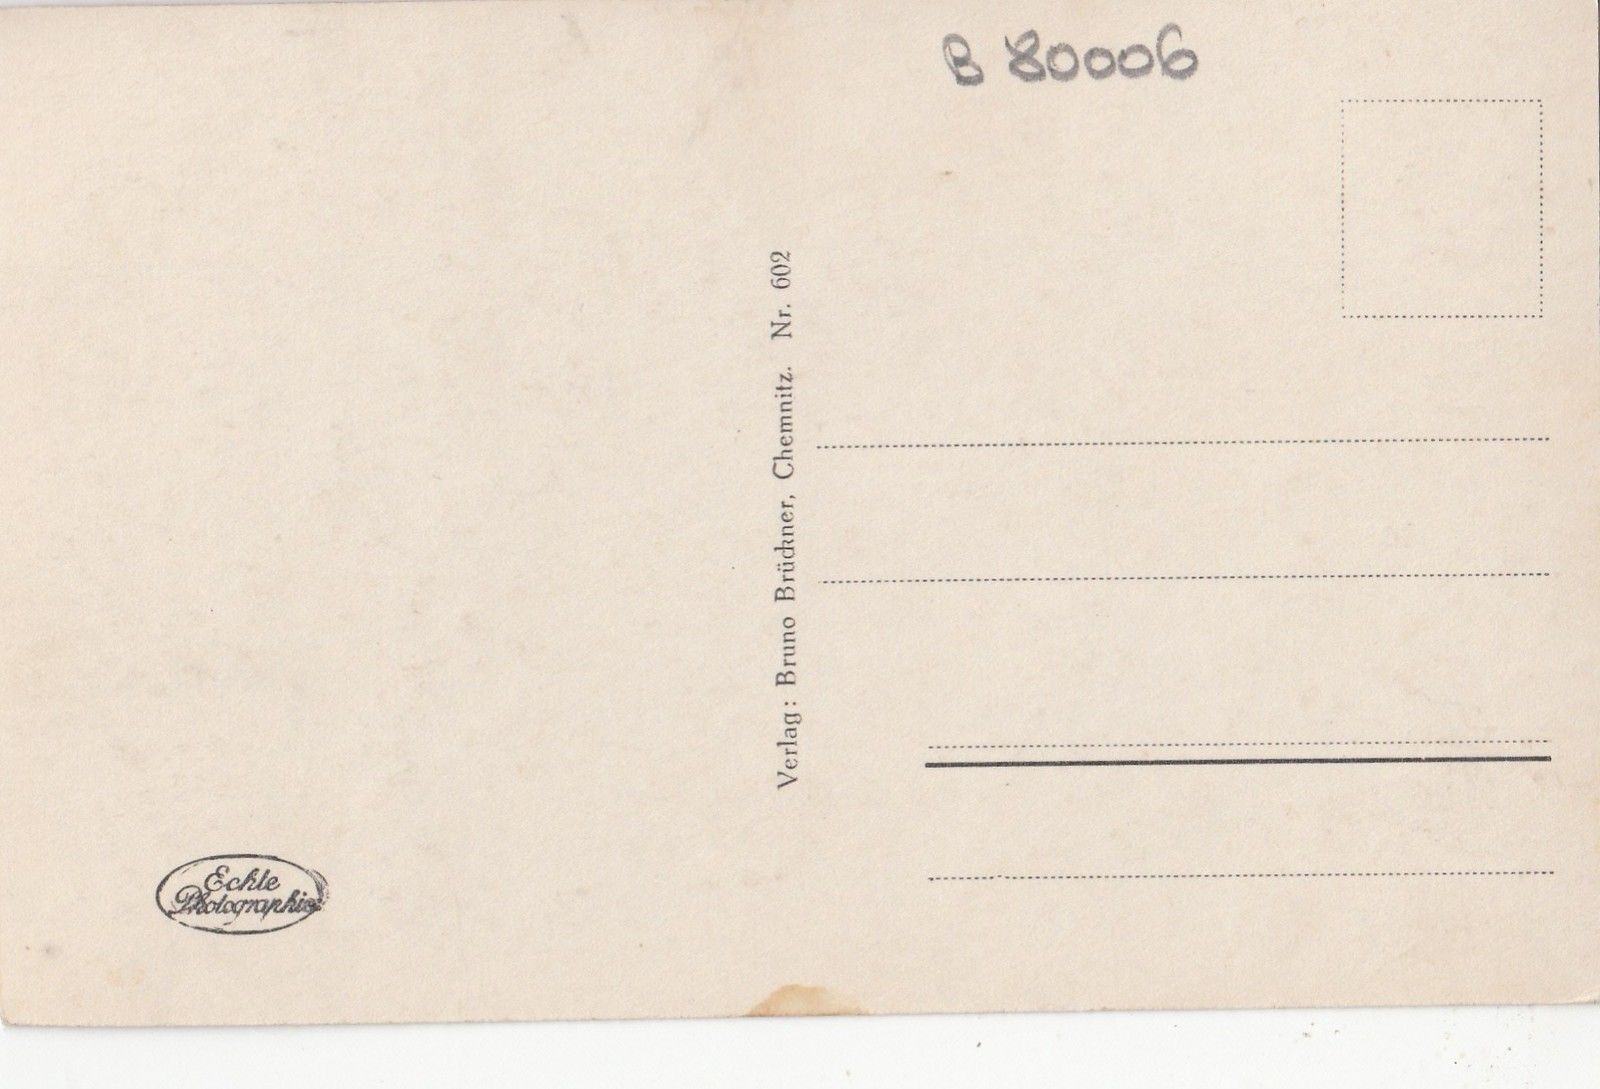 B 80006
Verlag: Bruno Brückner, Chemnitz. Nr. 602
Echte
Photographie